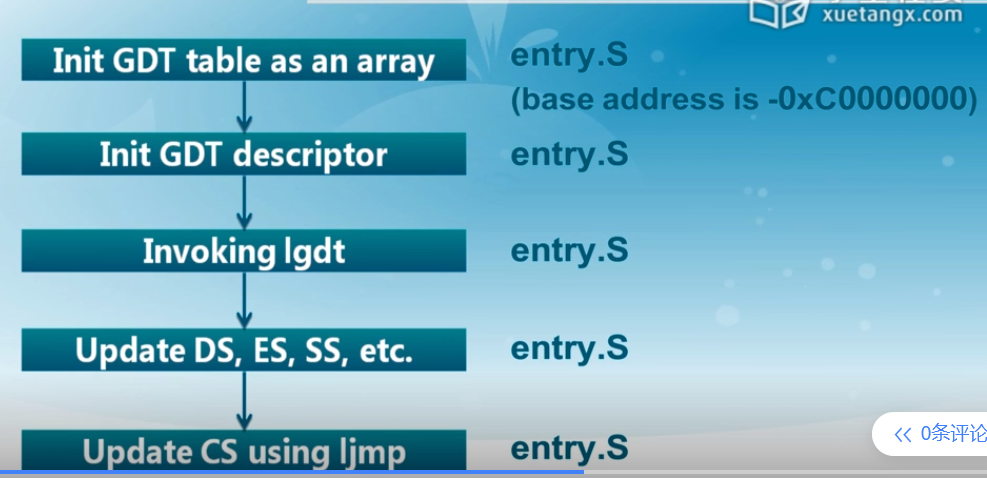 xuetangx.com
Init GDT table as an array
entry.S
(base address is -0xC0000000)
Init GDT descriptor
entry.S
Invoking lgdt
entry.S
Update DS, ES, SS, etc.
entry.S
Update CS using ljmp
entry.S
0条评论